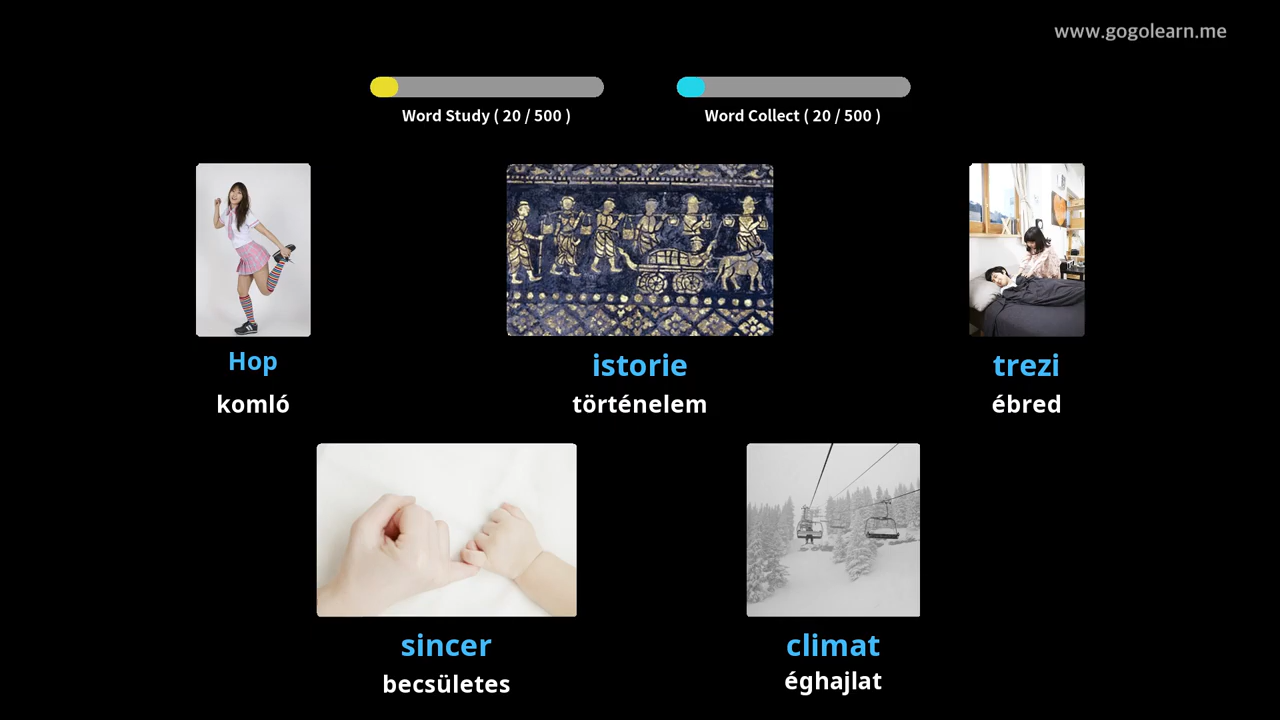 www.gogolearn.me
Word Study ( 20 / 500 )
Word Collect ( 20 / 500 )
Hop
istorie
trezi
komló
történelem
ébred
sincer
climat
becsületes
éghajlat